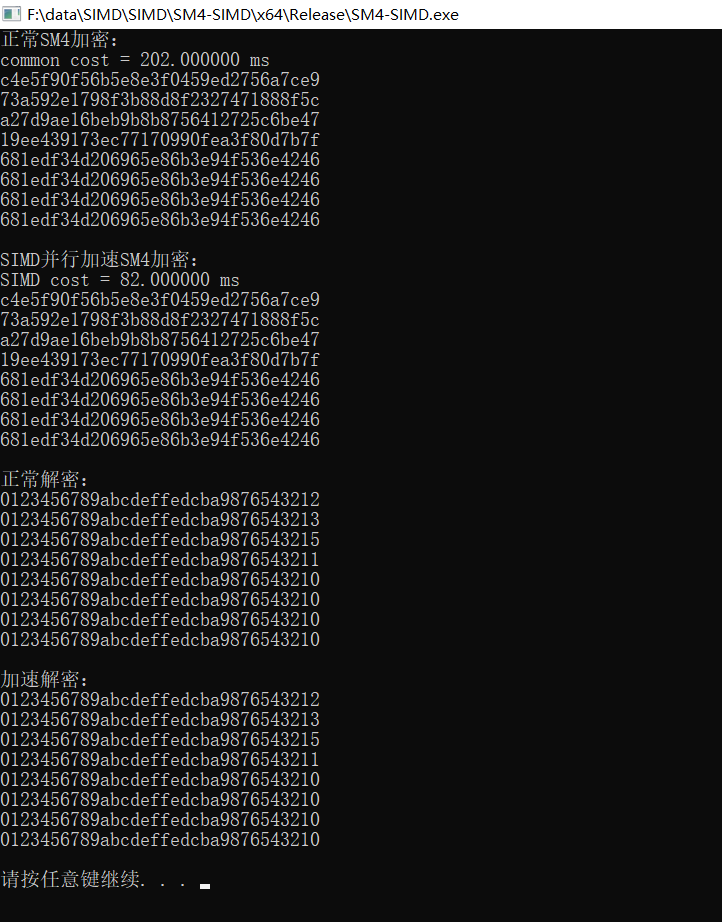 F:\data\SIMD\SIMD\SM4-SIMD\x64\Release\SM4-SIMD.exe
正常SM4加密:
common cost = 202.000000 ms
c4e5f90f56b5e8e3f0459ed2756a7ce9
73a592e1798f3b88d8f2327471888f5c
a27d9ae16beb9b8b8756412725c6be47
19ee439173ec77170990fea3f80d7b7f
681edf34d206965e86b3e94f536e4246
681edf34d206965e86b3e94f536e4246
681edf34d206965e86b3e94f536e4246
681edf34d206965e86b3e94f536e4246
SIMD并行加速SM4加密:
SIMD cost = 82.000000 ms
c4e5f90f56b5e8e3f0459ed2756a7ce9
73a592e1798f3b88d8f2327471888f5c
a27d9ae16beb9b8b8756412725c6be47
19ee439173ec77170990fea3f80d7b7f
681edf34d206965e86b3e94f536e4246
681edf34d206965e86b3e94f536e4246
681edf34d206965e86b3e94f536e4246
681edf34d206965e86b3e94f536e4246
正常解密:
0123456789abcdeffedcba9876543212
0123456789abcdeffedcba9876543213
0123456789abcdeffedcba9876543215
0123456789abcdeffedcba9876543211
0123456789abcdeffedcba9876543210
0123456789abcdeffedcba9876543210
0123456789abcdeffedcba9876543210
0123456789abcdeffedcba9876543210
加速解密:
0123456789abcdeffedcba9876543212
0123456789abcdeffedcba9876543213
0123456789abcdeffedcba9876543215
0123456789abcdeffedcba9876543211
0123456789abcdeffedcba9876543210
0123456789abcdeffedcba9876543210
0123456789abcdeffedcba9876543210
0123456789abcdeffedcba9876543210
请按任意键继续. . .